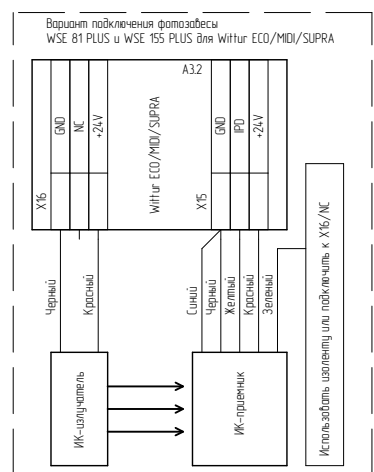 Вариант подключения фотозавесы
WSE 81 PLUS и WSE 155 PLUS для Wittur ECO/MIDI/SUPRA
A3.2
X16
GND
NC
+24V
Wittur ECO/MIDI/SUPRA
X15
GND
IPD
+24V
Черный
Красный
Синий
Черный
Желтый
Красный
Зеленый
ИК-излучатель
ИК-приемник
Использовать изоленту или подключить к X16/NC